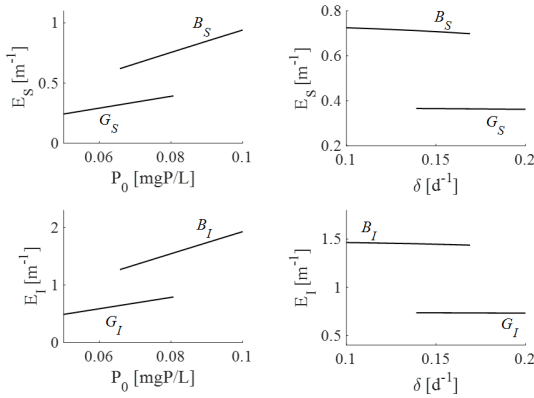 1
0.5
0
E_S [m^-1]
B_S
G_S
0.06
0.08
0.1
P_0 [mgP/L]
0.8
0.6
0.4
0.2
E_S [m^-1]
B_S
G_S
0.1
0.15
0.2
δ [d^-1]
2
1
0
E_I [m^-1]
B_I
G_I
0.06
0.08
0.1
P_0 [mgP/L]
1.5
1
0.5
E_I [m^-1]
B_I
G_I
0.1
0.15
0.2
δ [d^-1]